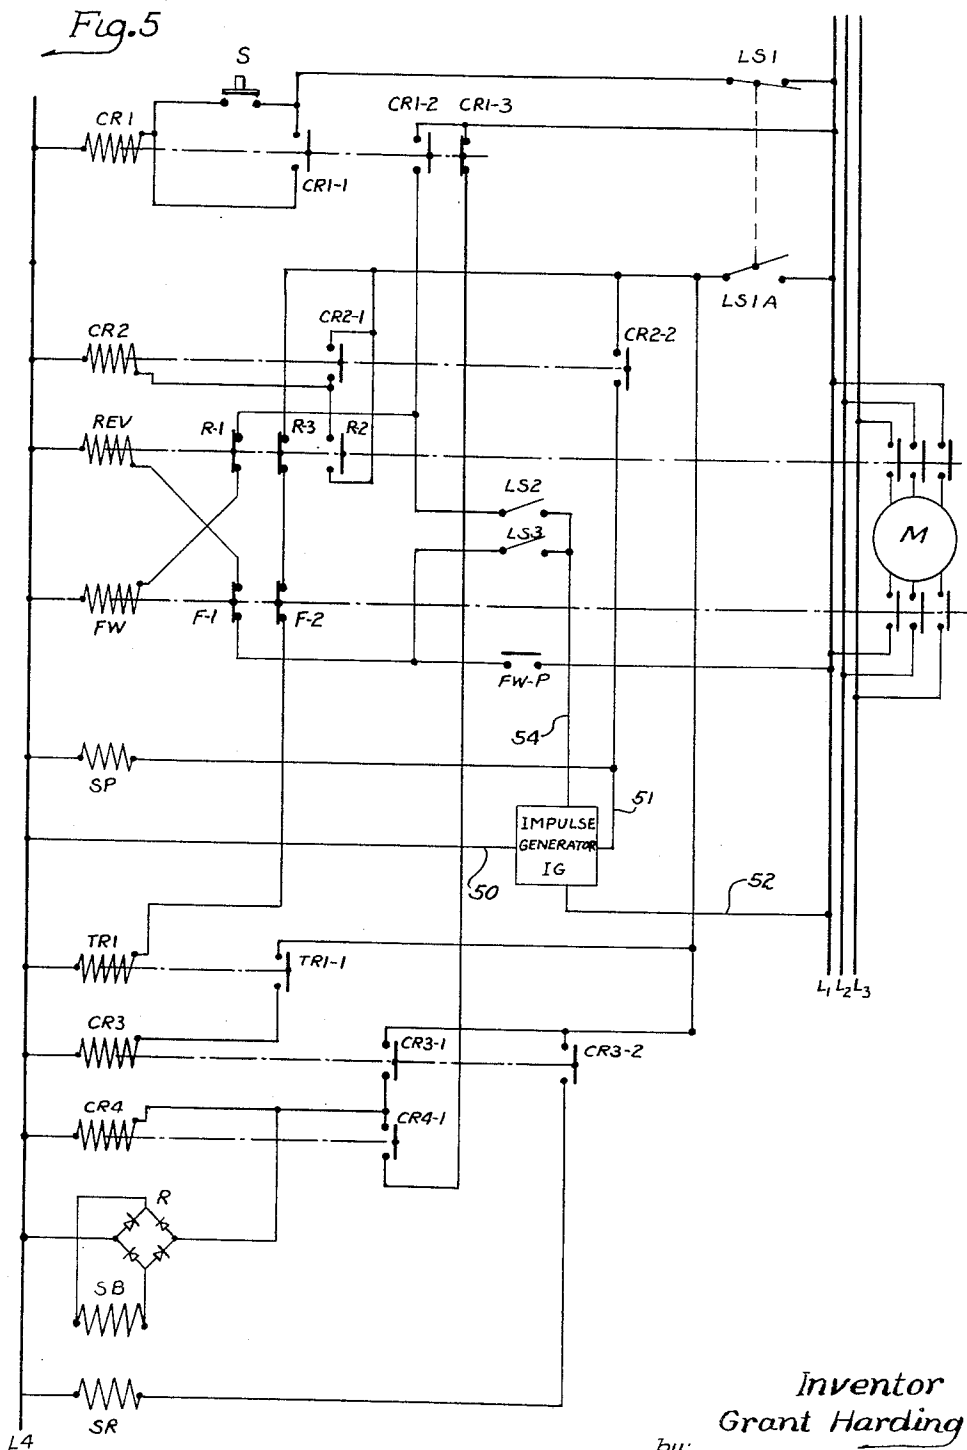 Fig.5
S
LS1
CR1
CR1-2
CR1-3
CR1-1
LS1A
CR2-1
CR2
CR2-2
REV
R-1
R-3
R-2
LS2
LS3
M
FW
F-1
F-2
FW-P
54
SP
51
IMPULSE
GENERATOR
IG
50
52
TR1
TR1-1
L1 L2 L3
CR3
CR3-1
CR3-2
CR4
CR4-1
R
SB
SR
L4
Inventor
Grant Harding
by: